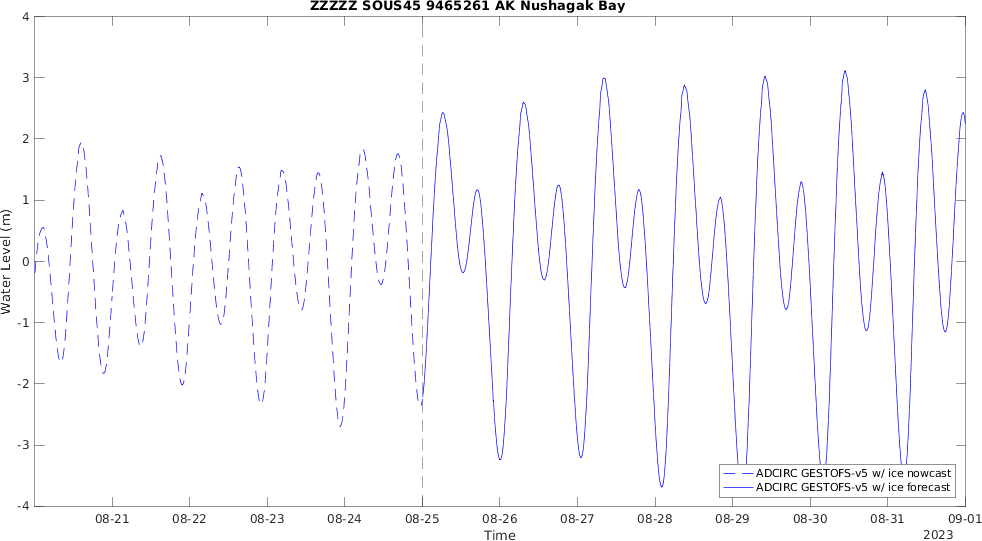 ZZZZZ SOUS45 9465261 AK Nushagak Bay
4
3
2
1
0
-1
-2
-3
-4
Water Level (m)
08-21 08-22 08-23 08-24 08-25 08-26 08-27 08-28 08-29 08-30 08-31 09-01
Time
2023
ADCIRC GESTOFS-v5 w/ ice nowcast
ADCIRC GESTOFS-v5 w/ ice forecast